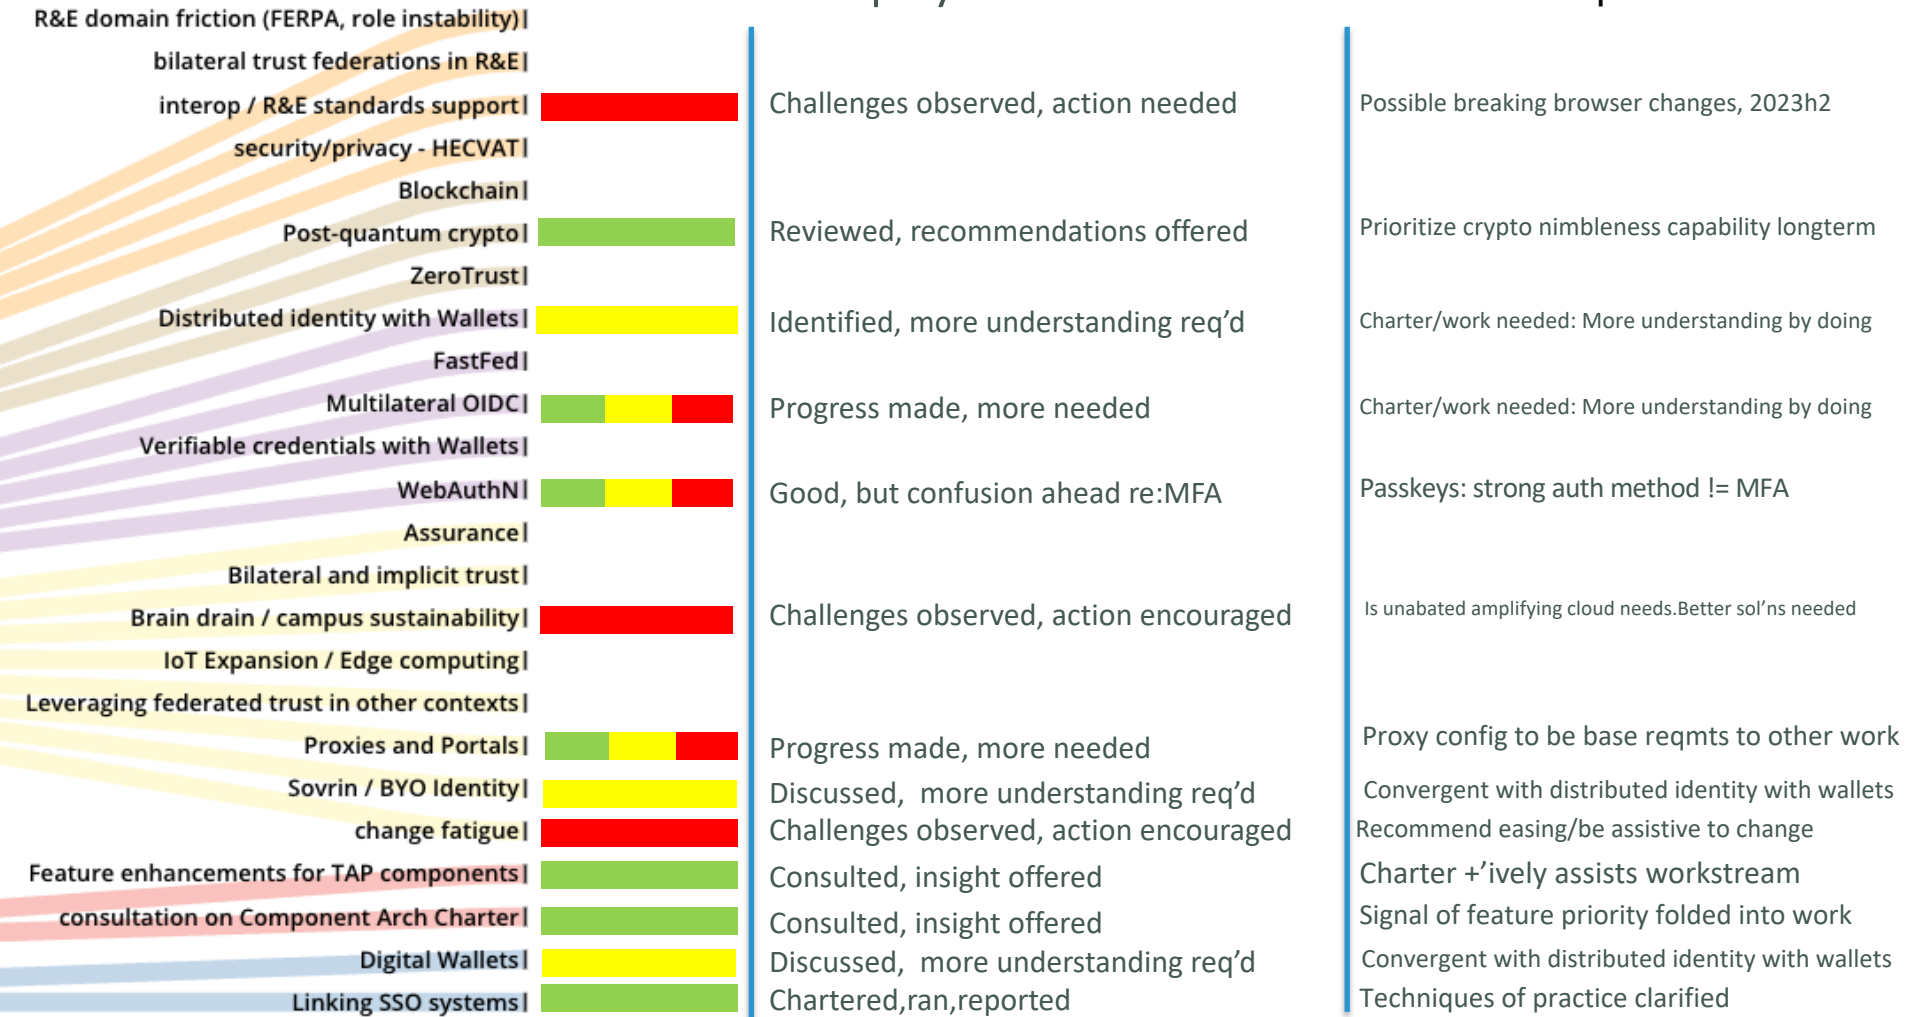 R&E domain friction (FERPA, role instability)
bilateral trust federations in R&E
interop / R&E standards support
Challenges observed, action needed
Possible breaking browser changes, 2023h2
security/privacy - HECVAT
Blockchain
Post-quantum crypto
Reviewed, recommendations offered
Prioritize crypto nimbleness capability longterm
ZeroTrust
Distributed identity with Wallets
Identified, more understanding req'd
Charter/work needed: More understanding by doing
FastFed
Multilateral OIDC
Progress made, more needed
Charter/work needed: More understanding by doing
Verifiable credentials with Wallets
WebAuthN
Good, but confusion ahead re:MFA
Passkeys: strong auth method != MFA
Assurance
Bilateral and implicit trust
Brain drain / campus sustainability
Challenges observed, action encouraged
Is unabated amplifying cloud needs.Better sol'ns needed
IoT Expansion / Edge computing
Leveraging federated trust in other contexts
Proxies and Portals
Progress made, more needed
Proxy config to be base reqmts to other work
Sovrin / BYO Identity
Discussed,  more understanding req'd
Convergent with distributed identity with wallets
change fatigue
Challenges observed, action encouraged
Recommend easing/be assistive to change
Feature enhancements for TAP components
Consulted, insight offered
Charter +'ively assists workstream
consultation on Component Arch Charter
Consulted, insight offered
Signal of feature priority folded into work
Digital Wallets
Discussed,  more understanding req'd
Convergent with distributed identity with wallets
Linking SSO systems
Chartered,ran,reported
Techniques of practice clarified